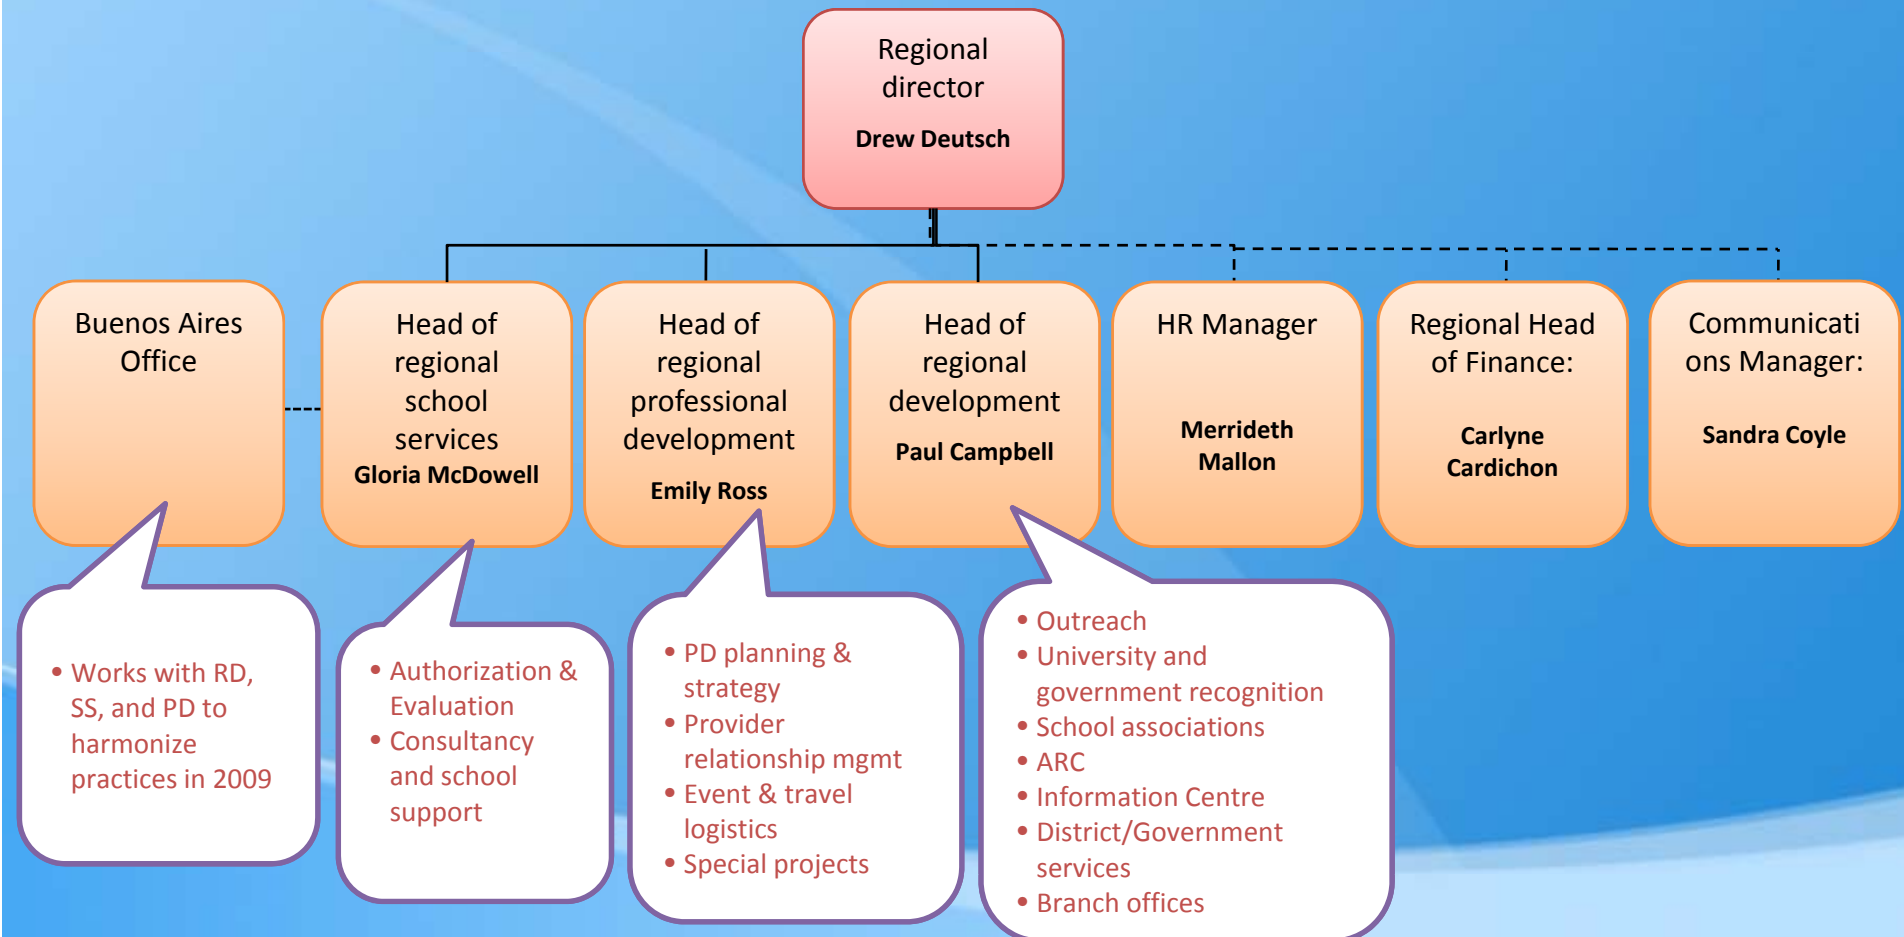 Regional
director
Drew Deutsch
Buenos Aires
Office
Head of
regional
school
services
Gloria McDowell
Head of
regional
professional
development
Emily Ross
Head of
regional
development
Paul Campbell
HR Manager
Merrideth
Mallon
Regional Head
of Finance:
Carlyne
Cardichon
Communicati
ons Manager:
Sandra Coyle
• Works with RD,
SS, and PD to
harmonize
practices in 2009
• Authorization &
Evaluation
• Consultancy
and school
support
• PD planning &
strategy
• Provider
relationship mgmt
• Event & travel
logistics
• Special projects
• Outreach
• University and
government recognition
• School associations
• ARC
• Information Centre
• District/Government
services
• Branch offices